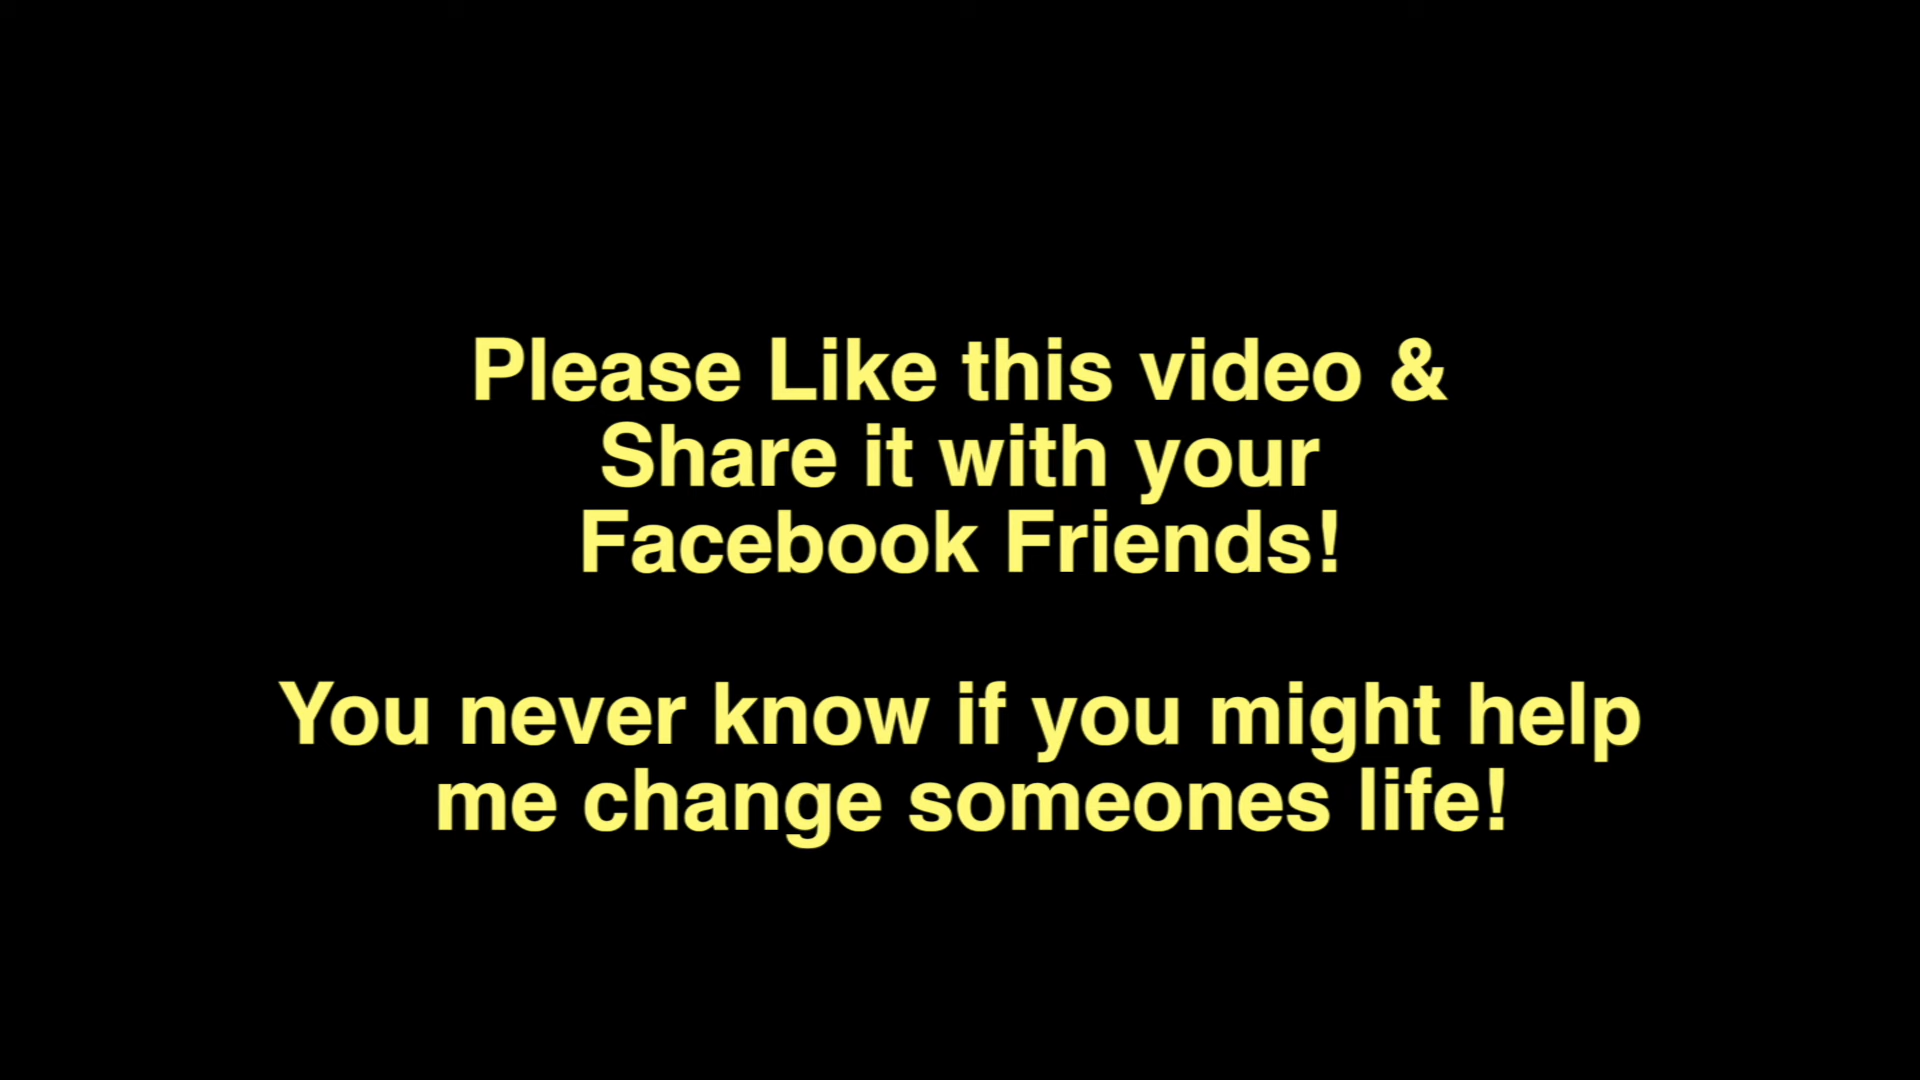 Please Like this video &
Share it with your
Facebook Friends!
You never know if you might help
me change someones life!